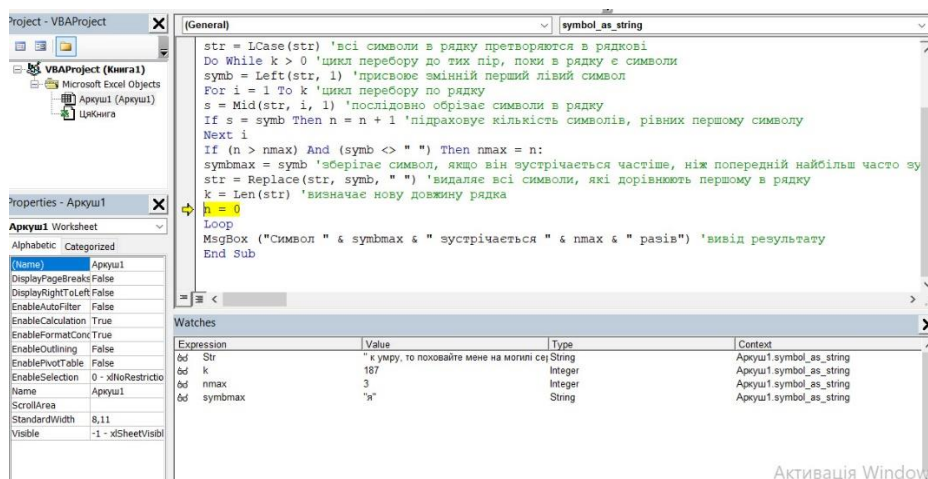 Project - VBAProject
(General)
symbol_as_string
VBAProject (Книга1)
Microsoft Excel Objects
Аркуш1 (Аркуш1)
ЦяКнига
str = LCase(str) 'всі символи в рядку претворются в рядкові
Do While k > 0 'цикл перебору до тих пір, поки в рядку є символи
symb = Left(str, 1) 'присвоює змінній перший лівий символ
For i = 1 To k 'цикл перебору по рядку
s = Mid(str, i, 1) 'послідовно обрізає символи в рядку
If s = symb Then n = n + 1 'підраховує кількість символів, рівних першому символу
Next i
If (n > nmax) And (symb <> " ") Then nmax = n:
symbmax = symb 'зберігає символ, якщо він зустрічається частіше, ніж попередній найбільш часто зу
str = Replace(str, symb, " ") 'видаляє всі символи, які дорівнюють першому в рядку
k = Len(str) 'визначає нову довжину рядка
n = 0
Loop
MsgBox ("Символ " & symbmax & " зустрічається " & nmax & " разів") 'вивід результату
End Sub
Properties - Аркуш1
Аркуш1 Worksheet
Alphabetic Categorized
(Name) Аркуш1
DisplayPageBreaks False
DisplayRightToLeft False
EnableAutoFilter False
EnableCalculation True
EnableFormatCond True
EnableOutlining False
EnablePivotTable False
EnableSelection 0 - xlNoRestrictio
Name Аркуш1
ScrollArea
StandardWidth 8,11
Visible -1 - xlSheetVisibl
Watches
Expression Value Type Context
Str " к умру, то поховайте мене на могилі сер String Аркуш1.symbol_as_string
k 187 Integer Аркуш1.symbol_as_string
nmax 3 Integer Аркуш1.symbol_as_string
symbmax "я" String Аркуш1.symbol_as_string
Активація Window